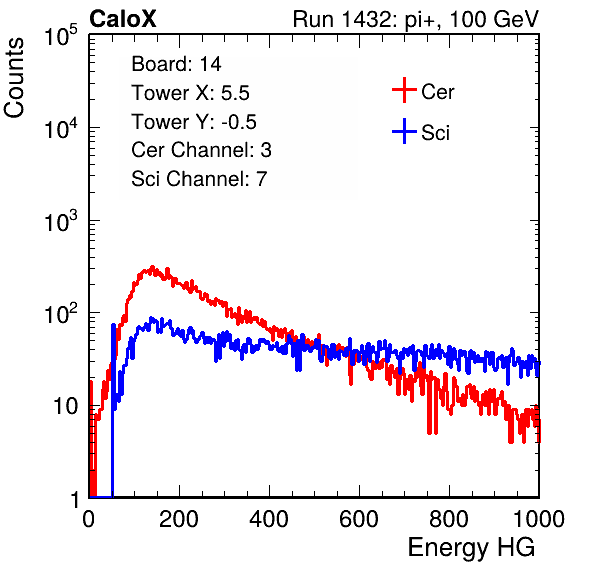 CaloX Run 1432: pi+, 100 GeV
Counts
Board: 14
Tower X: 5.5
Tower Y: -0.5
Cer Channel: 3
Sci Channel: 7
Cer
Sci
10^5
10^4
10^3
10^2
10
1
0 200 400 600 800 1000
Energy HG